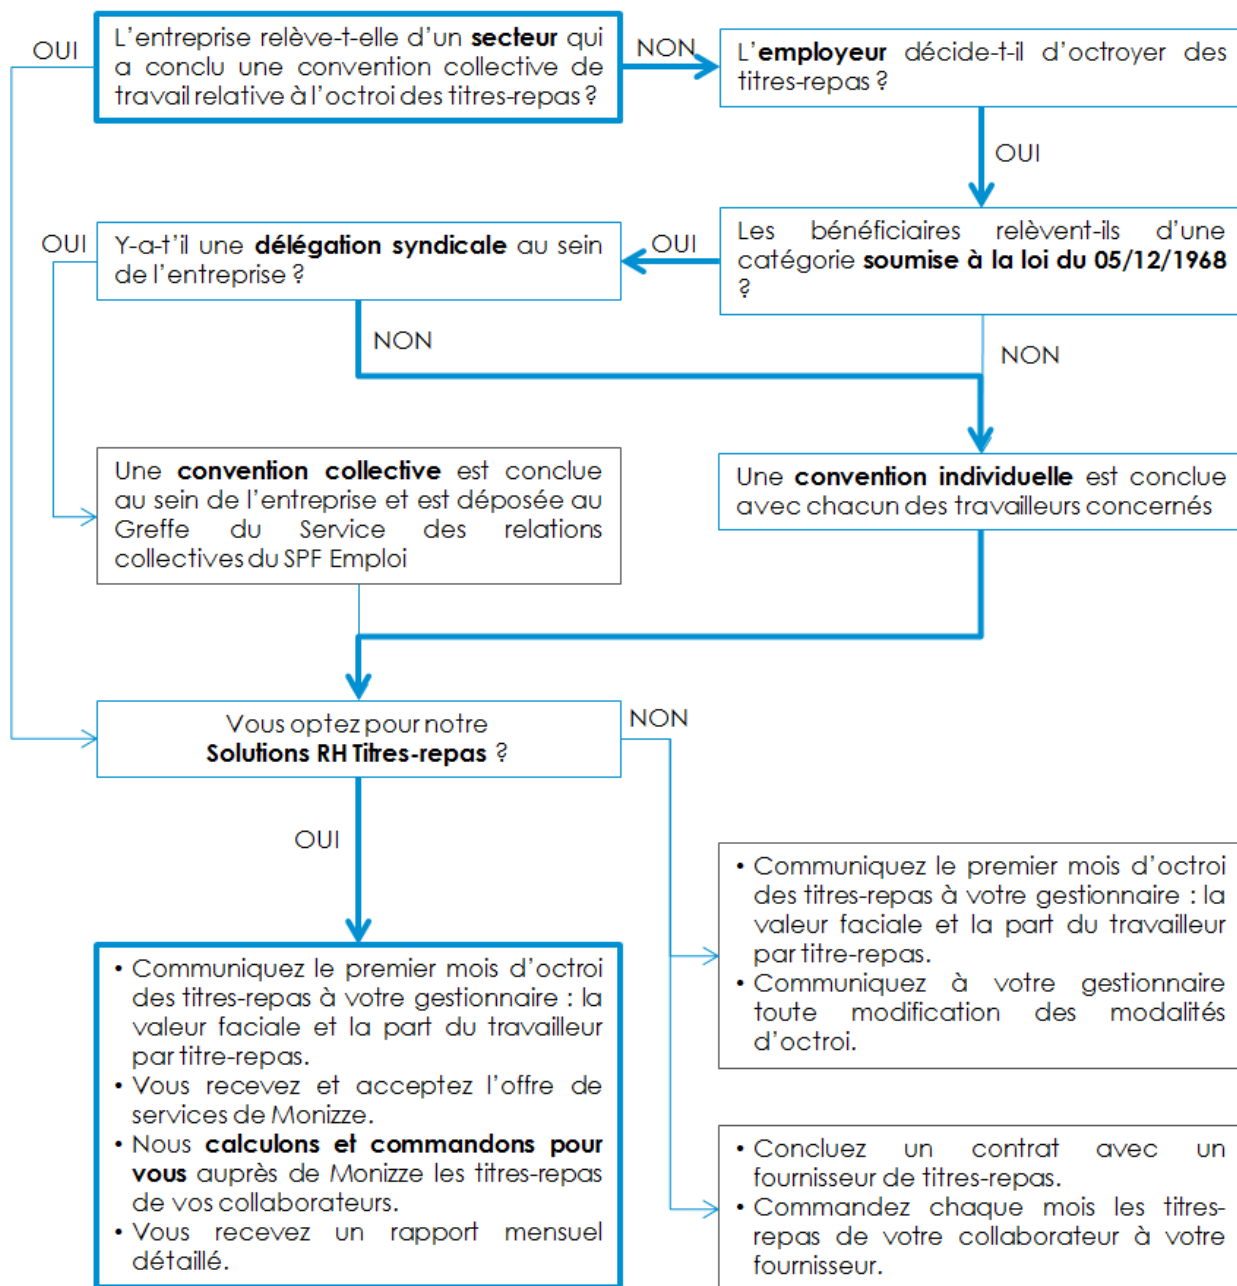 OUI
L'entreprise relève-t-elle d'un secteur qui
a conclu une convention collective de
travail relative à l'octroi des titres-repas ?
NON
L'employeur décide-t-il d'octroyer des
titres-repas ?
OUI
Les bénéficiaires relèvent-ils d'une
catégorie soumise à la loi du 05/12/1968
?
OUI
Y-a-t'il une délégation syndicale au sein
de l'entreprise ?
OUI
NON
NON
Une convention collective est conclue
au sein de l'entreprise et est déposée au
Greffe du Service des relations
collectives du SPF Emploi
Une convention individuelle est conclue
avec chacun des travailleurs concernés
Vous optez pour notre
Solutions RH Titres-repas ?
NON
OUI
• Communiquez le premier mois d'octroi
des titres-repas à votre gestionnaire : la
valeur faciale et la part du travailleur
par titre-repas.
• Vous recevez et acceptez l'offre de
services de Monizze.
• Nous calculons et commandons pour
vous auprès de Monizze les titres-repas
de vos collaborateurs.
• Vous recevez un rapport mensuel
détaillé.
• Communiquez le premier mois d'octroi
des titres-repas à votre gestionnaire : la
valeur faciale et la part du travailleur
par titre-repas.
• Communiquez à votre gestionnaire
toute modification des modalités
d'octroi.
• Concluez un contrat avec un
fournisseur de titres-repas.
• Commandez chaque mois les titres-
repas de votre collaborateur à votre
fournisseur.